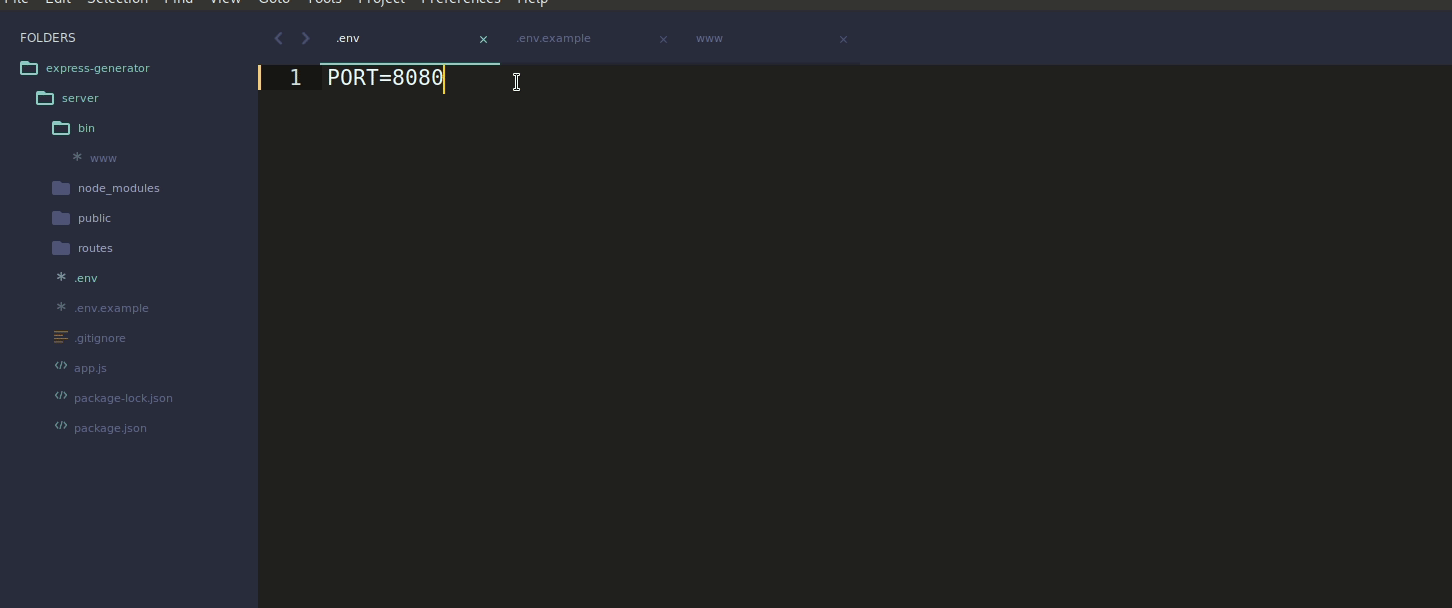 File Edit Selection Find View Goto Tools Project Preferences Help
FOLDERS
express-generator
server
bin
www
node_modules
public
routes
.env
.env.example
.gitignore
app.js
package-lock.json
package.json
.env × .env.example × www ×
1 PORT=8080